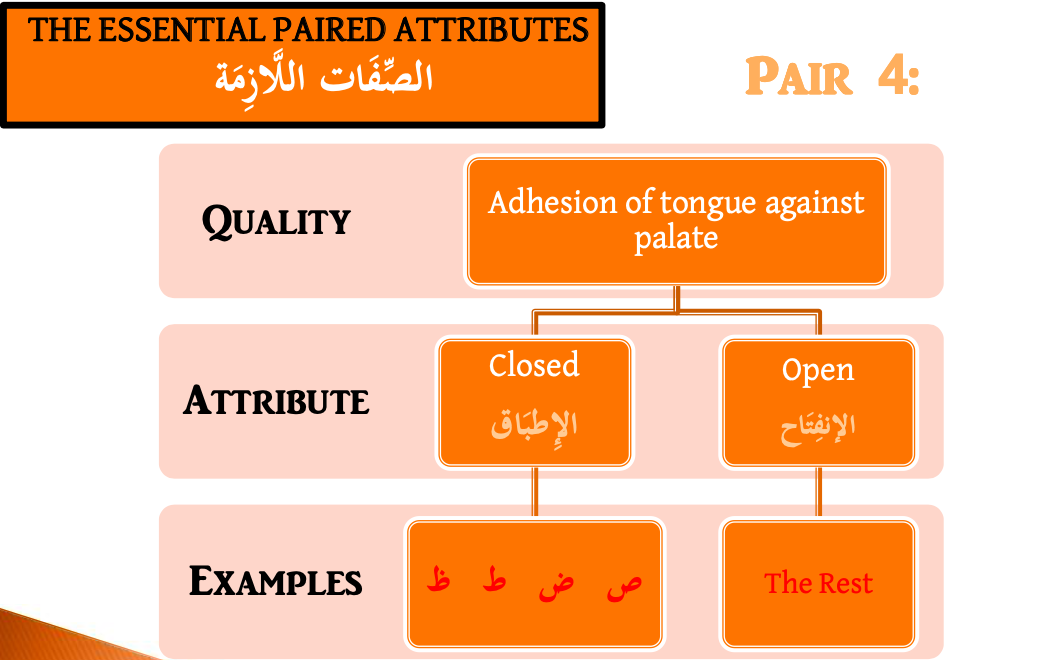 THE ESSENTIAL PAIRED ATTRIBUTES
الصِّفَات اللَّازِمَة
PAIR 4:
QUALITY
Adhesion of tongue against
palate
ATTRIBUTE
Closed
الإِطبَاق
Open
الإنفِتَاح
EXAMPLES
ص ض ط ظ
The Rest